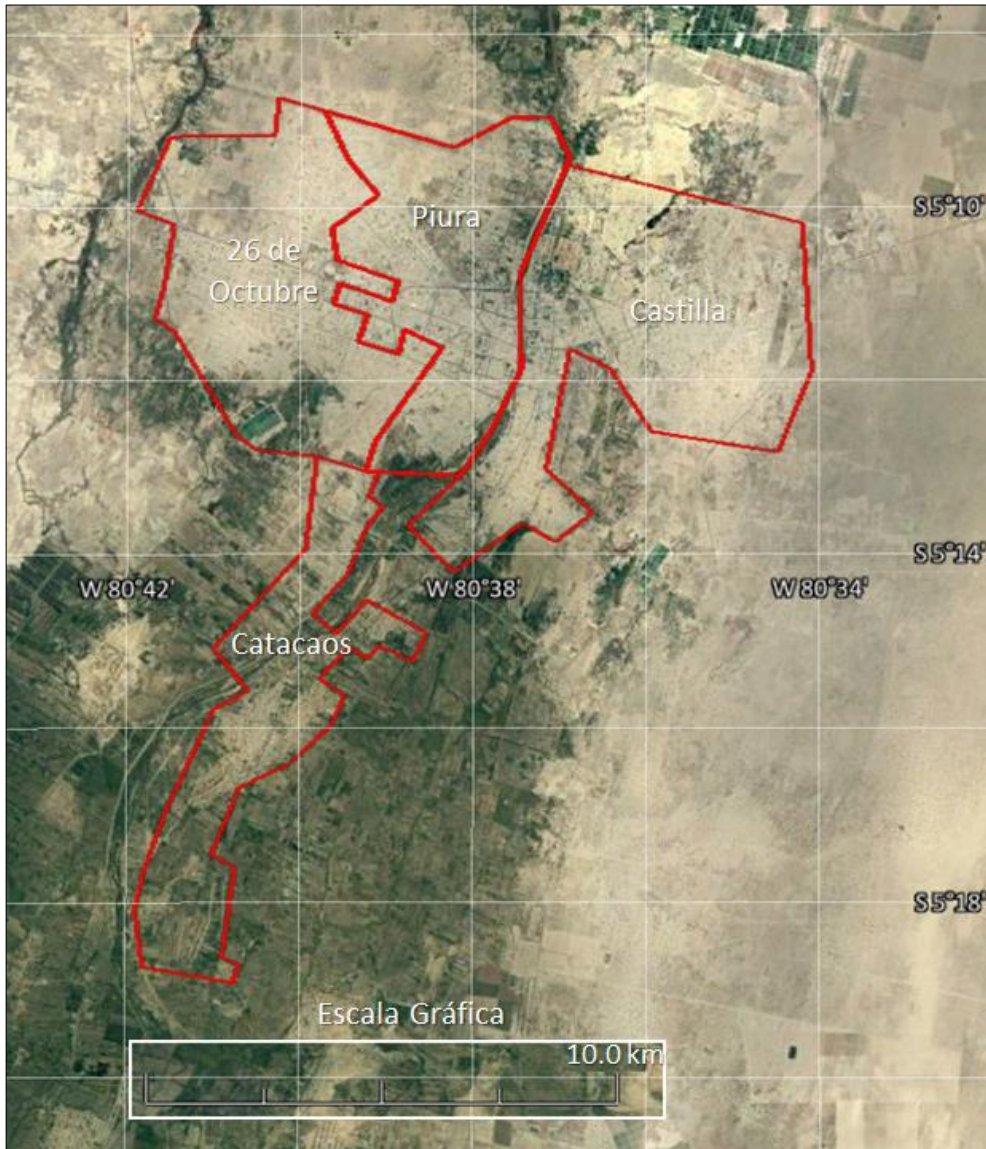 S 5°10'
Piura
26 de
Octubre
Castilla
S 5°14'
W 80°42'
W 80°38'
W 80°34'
Catacaos
S 5°18'
Escala Gráfica
10.0 km